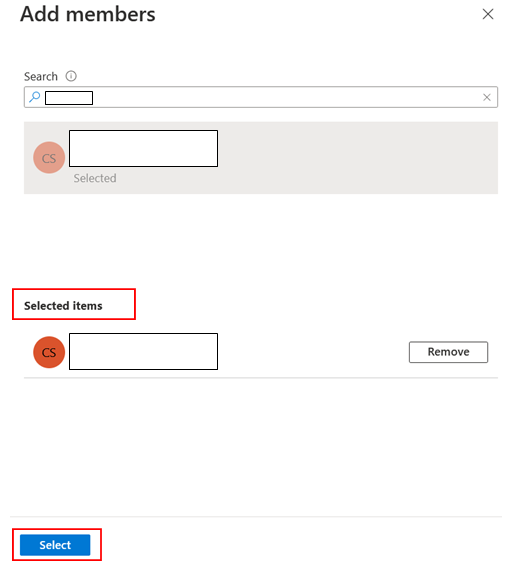 Add members
Search
CS
Selected
Selected items
CS
Remove
Select